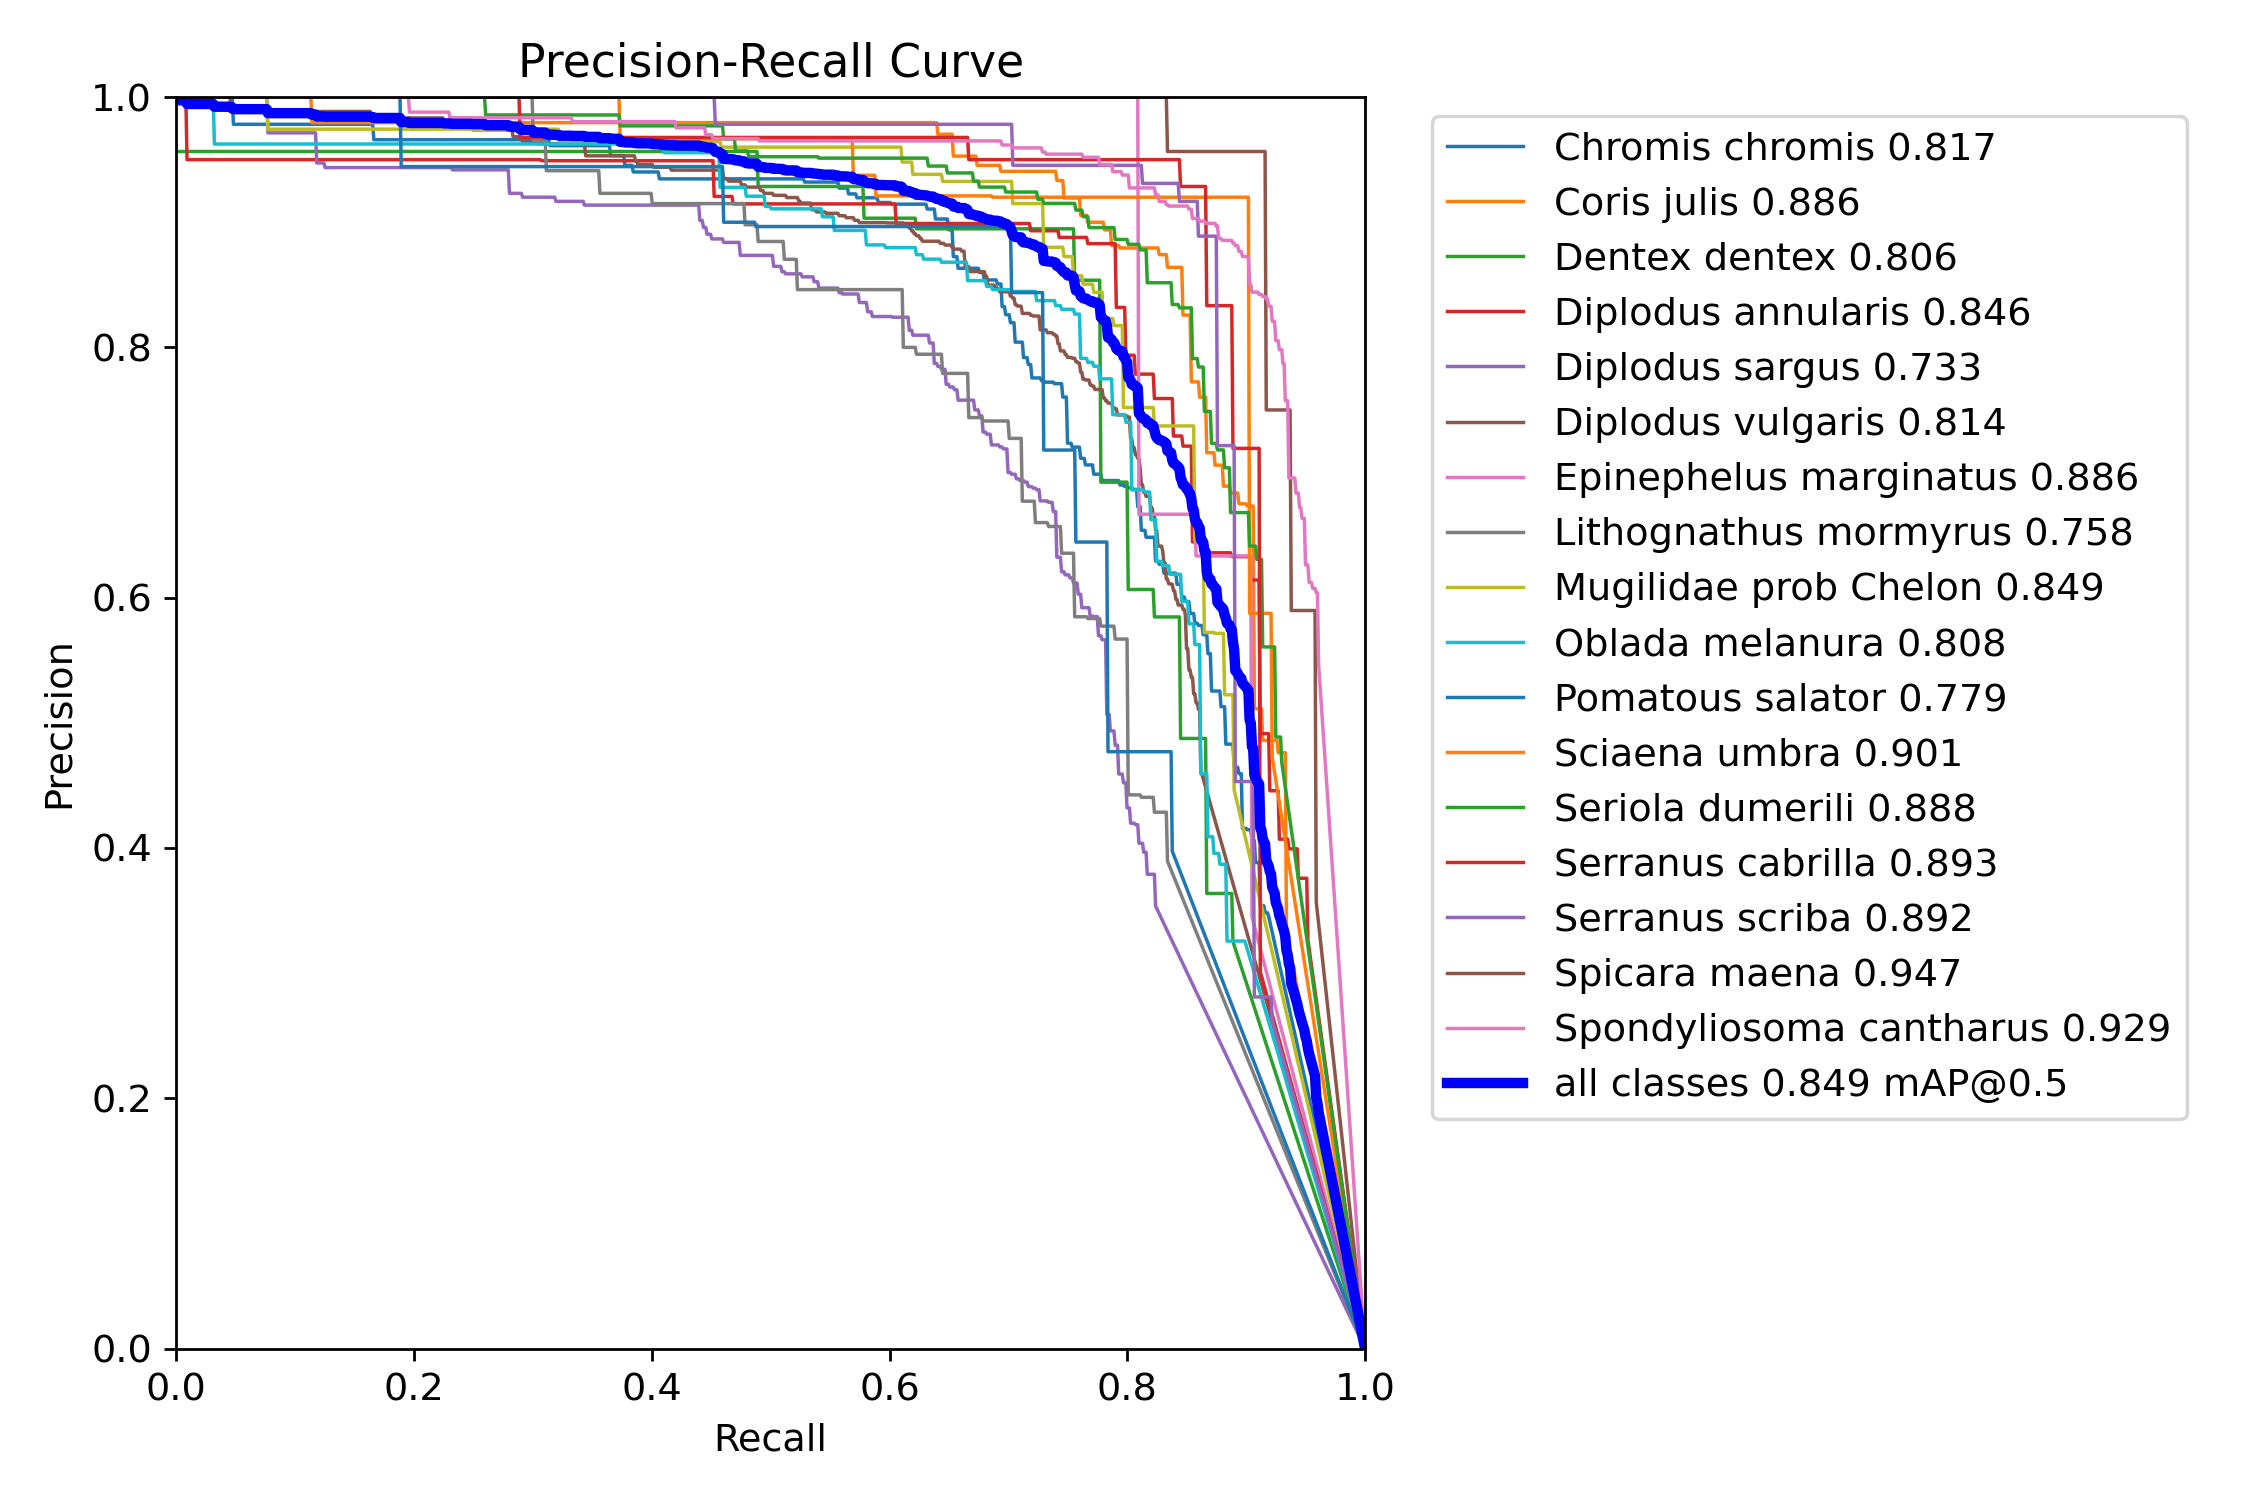 Precision-Recall Curve
1.0
0.8
0.6
0.4
0.2
0.0
Precision
0.0 0.2 0.4 0.6 0.8 1.0
Recall
Chromis chromis 0.817
Coris julis 0.886
Dentex dentex 0.806
Diplodus annularis 0.846
Diplodus sargus 0.733
Diplodus vulgaris 0.814
Epinephelus marginatus 0.886
Lithognathus mormyrus 0.758
Mugilidae prob Chelon 0.849
Oblada melanura 0.808
Pomatous salator 0.779
Sciaena umbra 0.901
Seriola dumerili 0.888
Serranus cabrilla 0.893
Serranus scriba 0.892
Spicara maena 0.947
Spondyliosoma cantharus 0.929
all classes 0.849 mAP@0.5